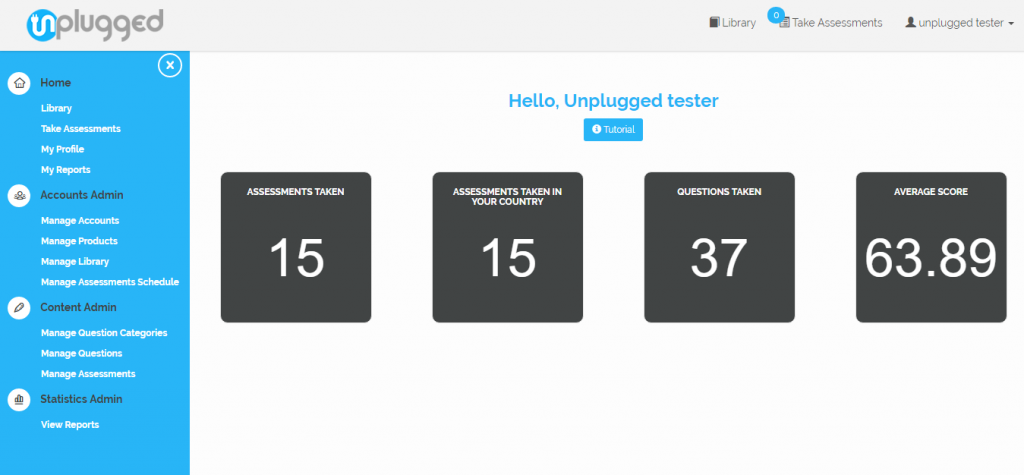 unplugged
Library
0
Take Assessments
unplugged tester
Home
Library
Take Assessments
My Profile
My Reports
Accounts Admin
Manage Accounts
Manage Products
Manage Library
Manage Assessments Schedule
Content Admin
Manage Question Categories
Manage Questions
Manage Assessments
Statistics Admin
View Reports
Hello, Unplugged tester
Tutorial
ASSESSMENTS TAKEN
15
ASSESSMENTS TAKEN IN
YOUR COUNTRY
15
QUESTIONS TAKEN
37
AVERAGE SCORE
63.89